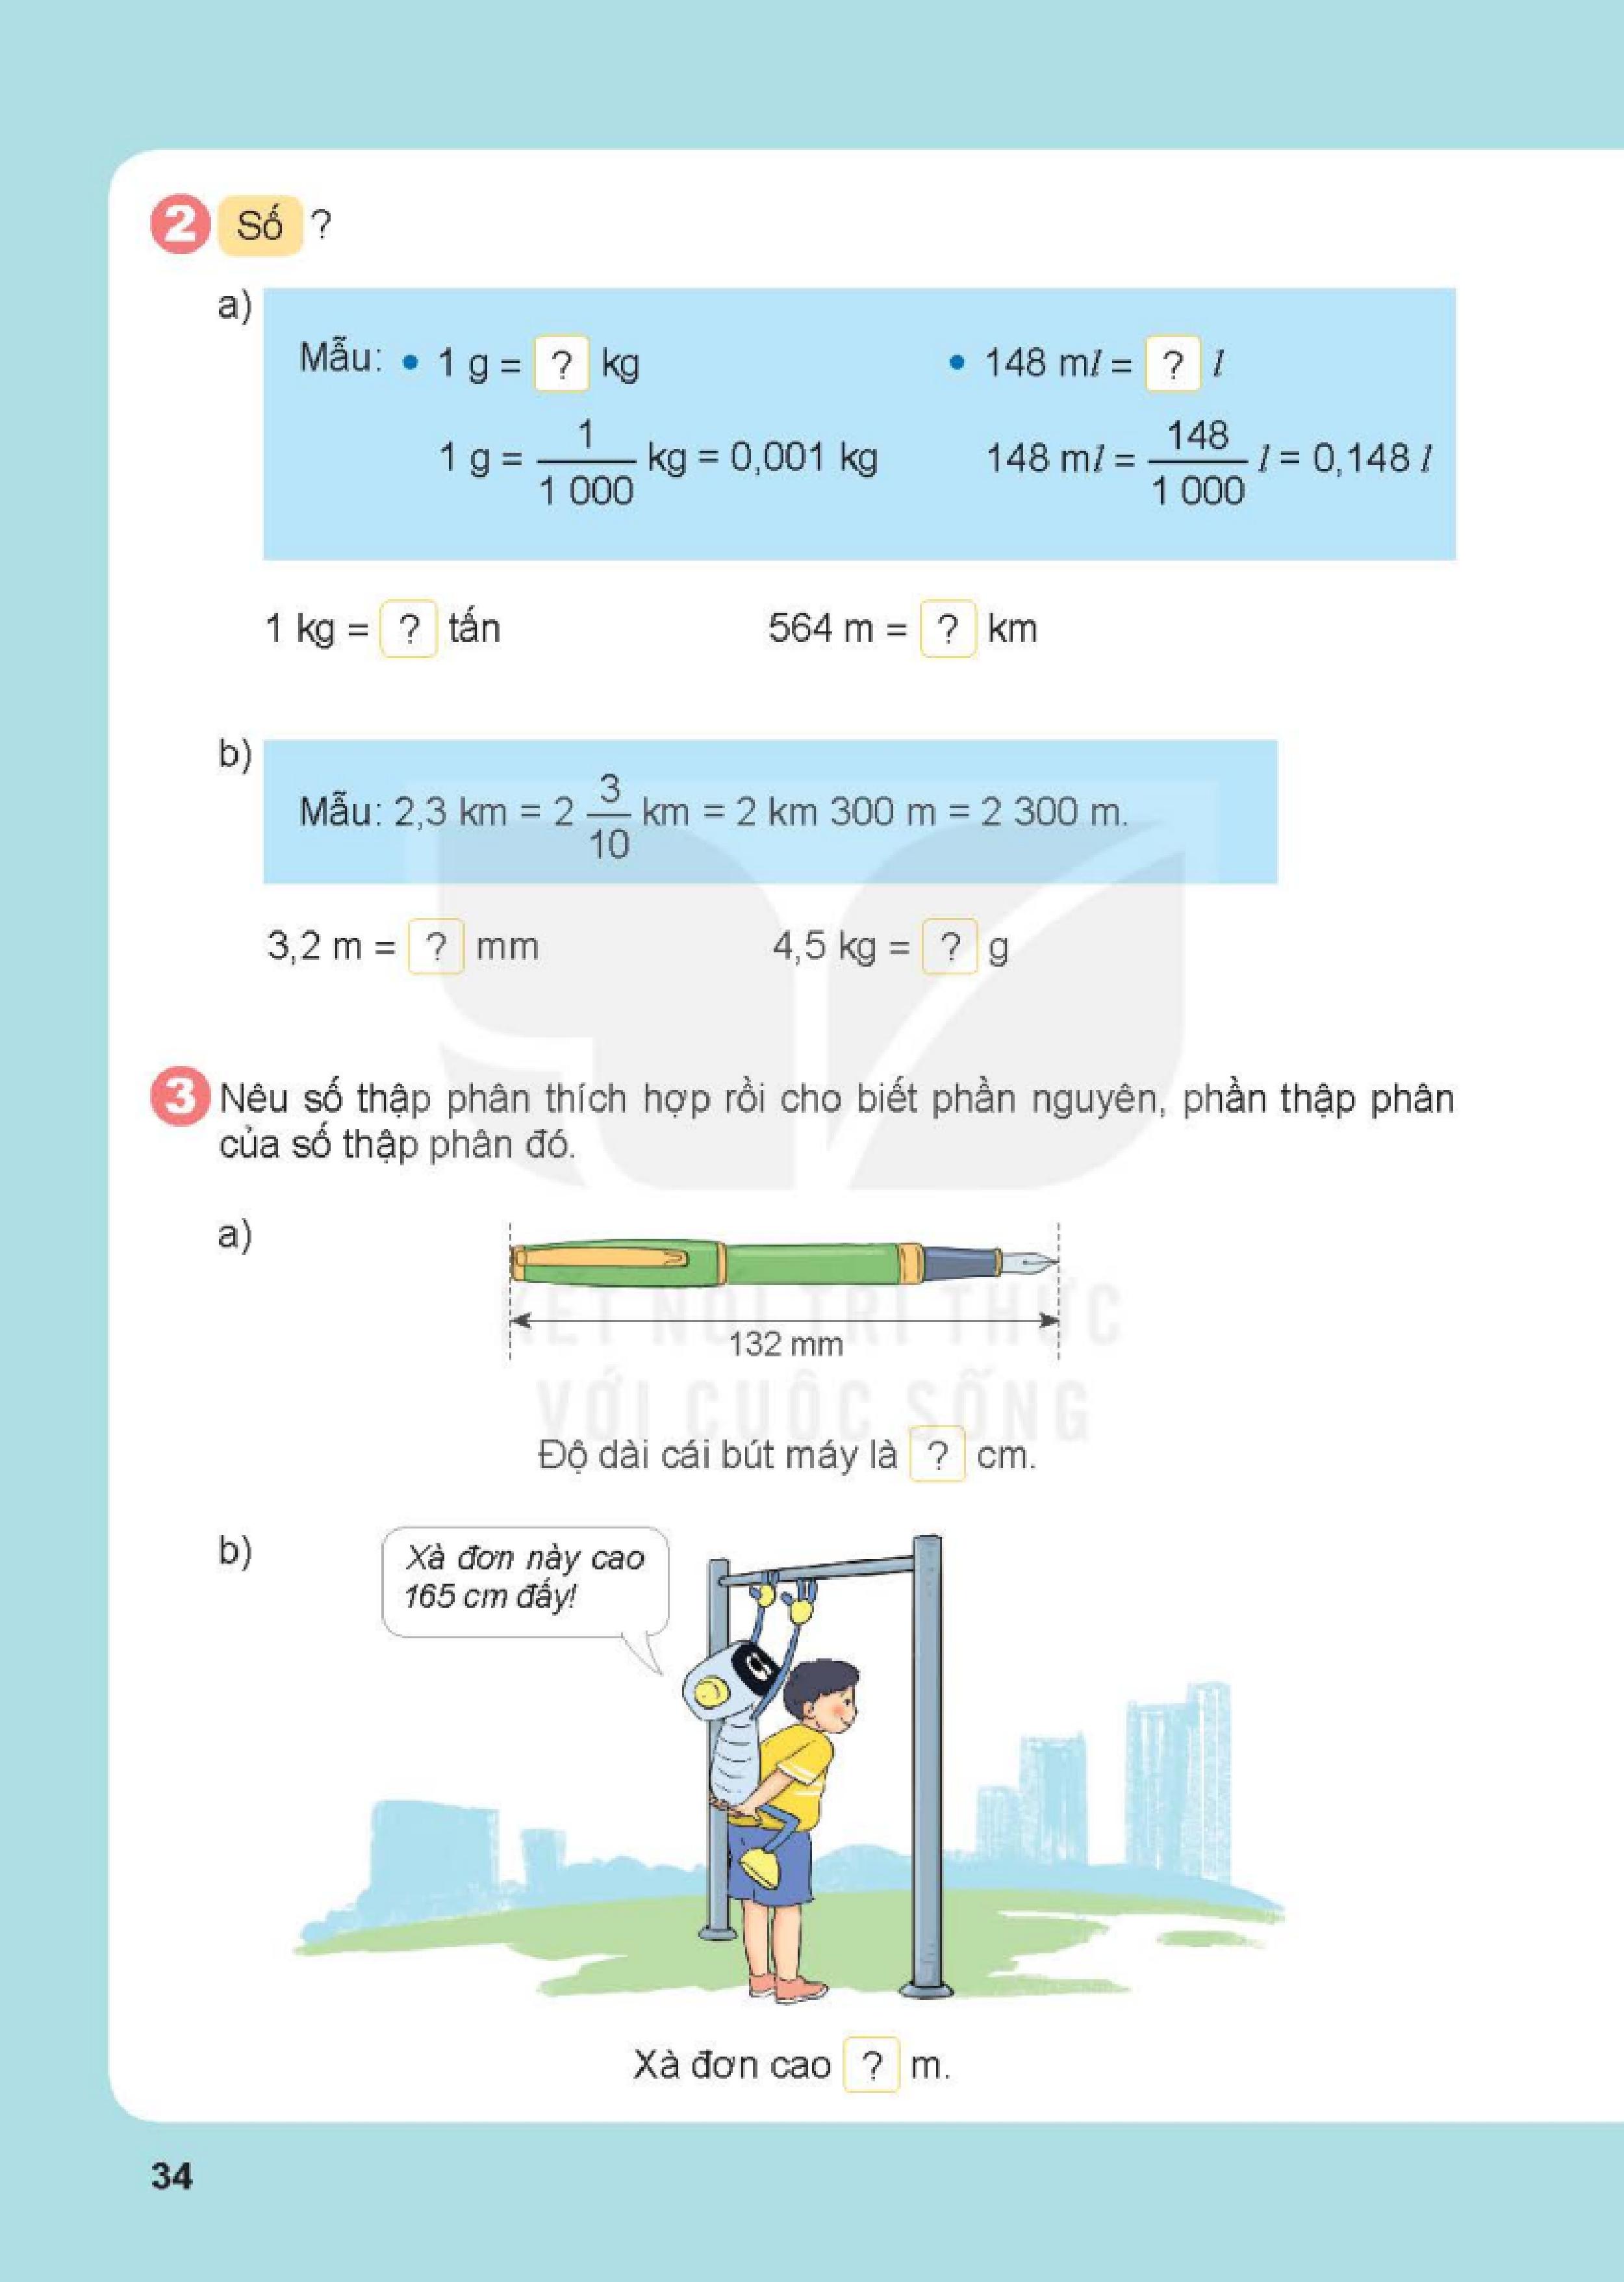 2 Số ?
a)
Mẫu: • 1 g = ? kg • 148 ml = ? l
1 g = 1/1 000 kg = 0,001 kg 148 ml = 148/1 000 l = 0,148 l
1 kg = ? tấn 564 m = ? km
b)
Mẫu: 2,3 km = 2 3/10 km = 2 km 300 m = 2 300 m.
3,2 m = ? mm 4,5 kg = ? g
3 Nêu số thập phân thích hợp rồi cho biết phần nguyên, phần thập phân
của số thập phân đó.
a)
KẾT NỐI TRI THỨC
132 mm
VỚI CUỘC SỐNG
Độ dài cái bút máy là ? cm.
b)
Xà đơn này cao
165 cm đấy!
Xà đơn cao ? m.
34